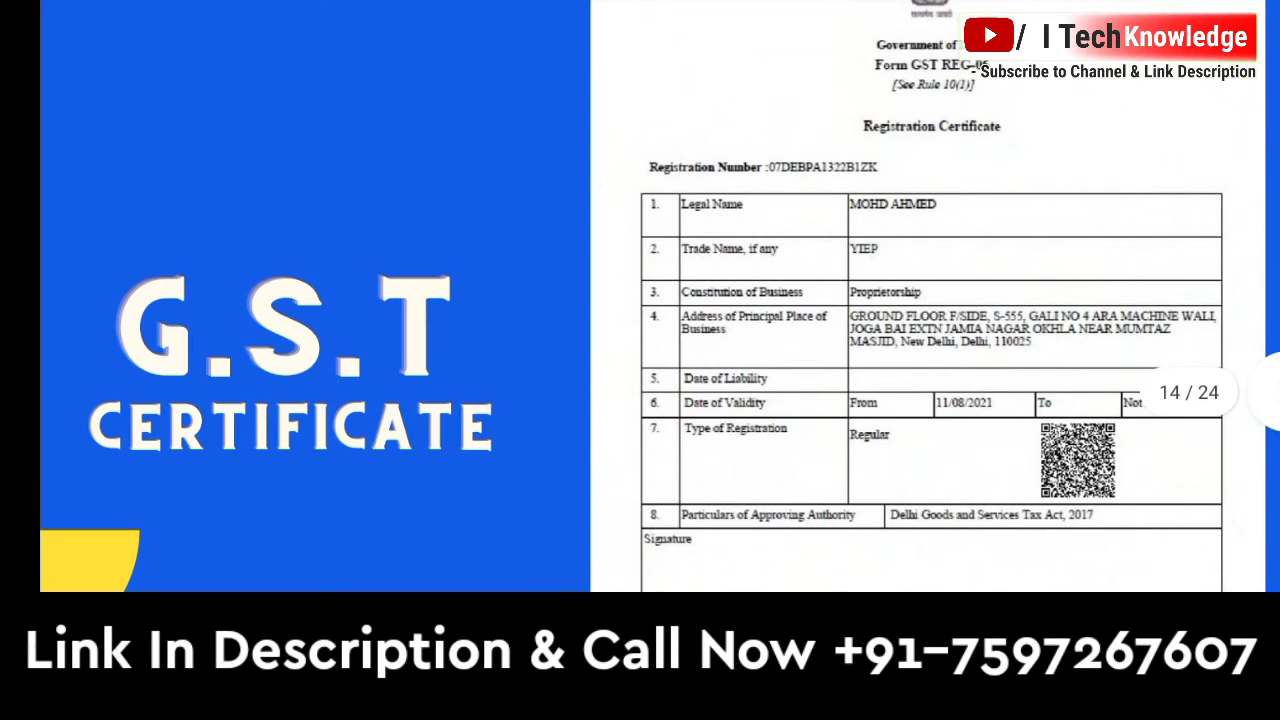 / I Tech Knowledge
- Subscribe to Channel & Link Description
Government of
Form GST REG-06
[See Rule 10(1)]
Registration Certificate
Registration Number :07DEBPA1322B1ZK
1. Legal Name MOHD AHMED
2. Trade Name, if any YIEP
3. Constitution of Business Proprietorship
4. Address of Principal Place of Business GROUND FLOOR F/SIDE, S-555, GALI NO 4 ARA MACHINE WALI, JOGA BAI EXTN JAMIA NAGAR OKHLA NEAR MUMTAZ MASJID, New Delhi, Delhi, 110025
5. Date of Liability
6. Date of Validity From 11/08/2021 To Not
14 / 24
7. Type of Registration Regular
8. Particulars of Approving Authority Delhi Goods and Services Tax Act, 2017
Signature
G.S.T
CERTIFICATE
Link In Description & Call Now +91-7597267607